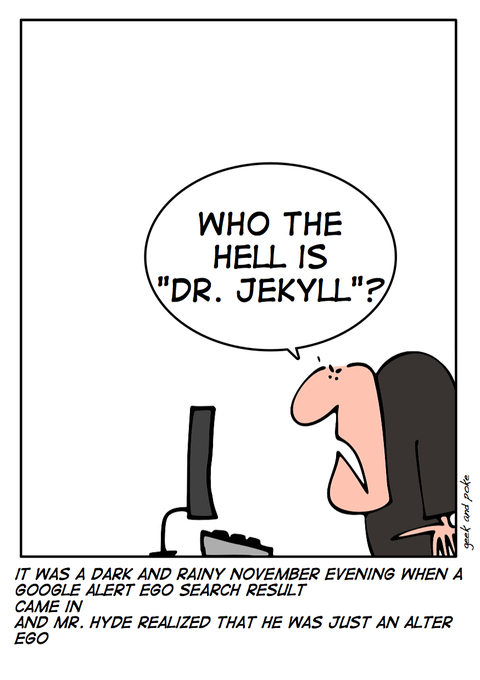 WHO THE
HELL IS
"DR. JEKYLL"?
geek and poke
IT WAS A DARK AND RAINY NOVEMBER EVENING WHEN A
GOOGLE ALERT EGO SEARCH RESULT
CAME IN
AND MR. HYDE REALIZED THAT HE WAS JUST AN ALTER
EGO